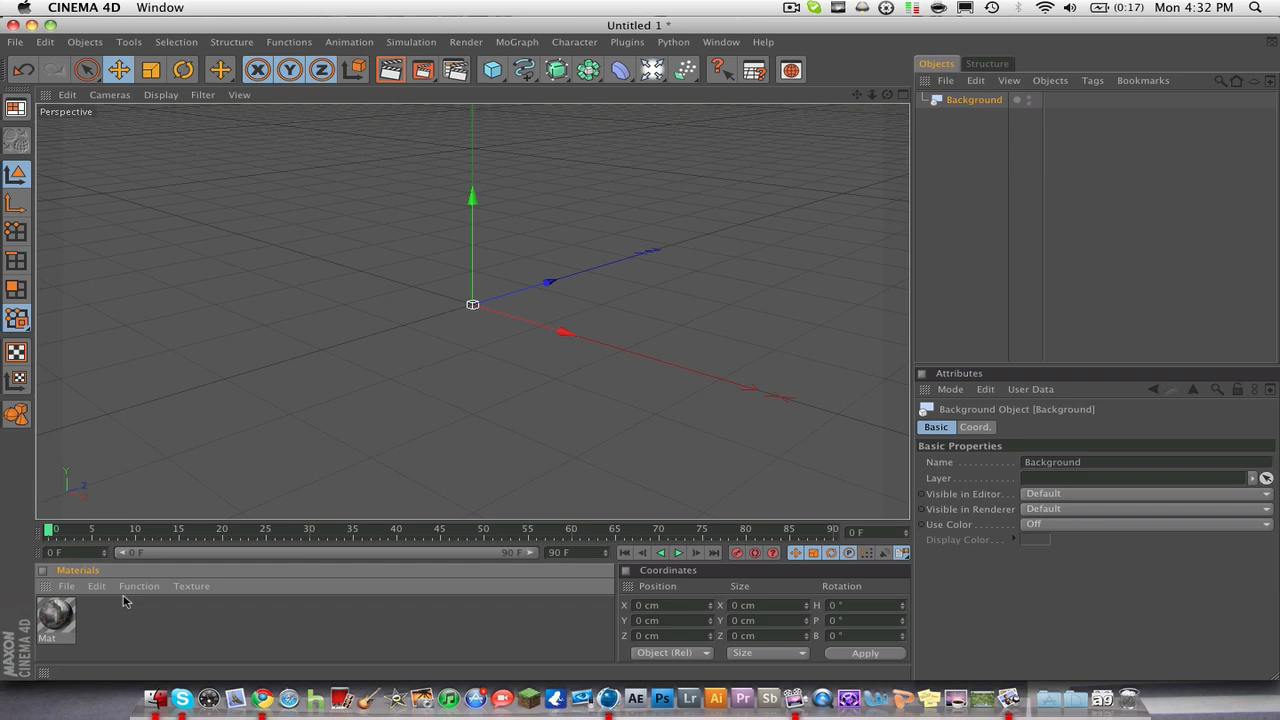 CINEMA 4D Window (0:17) Mon 4:32 PM
Untitled 1 *
File Edit Objects Tools Selection Structure Functions Animation Simulation Render MoGraph Character Plugins Python Window Help
X Y Z
Objects Structure
File Edit View Objects Tags Bookmarks
Edit Cameras Display Filter View
Background
Perspective
Y
Z
Attributes
Mode Edit User Data
Background Object [Background]
Basic Coord.
Basic Properties
Name Background
Layer
Visible in Editor Default
Visible in Renderer Default
Use Color Off
Display Color
0 5 10 15 20 25 30 35 40 45 50 55 60 65 70 75 80 85 90 0 F
0 F 0 F 90 F 90 F
Materials
File Edit Function Texture
Mat
Coordinates
Position Size Rotation
X 0 cm X 0 cm H 0 °
Y 0 cm Y 0 cm P 0 °
Z 0 cm Z 0 cm B 0 °
Object (Rel) Size Apply
MAXON
CINEMA 4D
Ae Ps Lr Ai Pr Sb